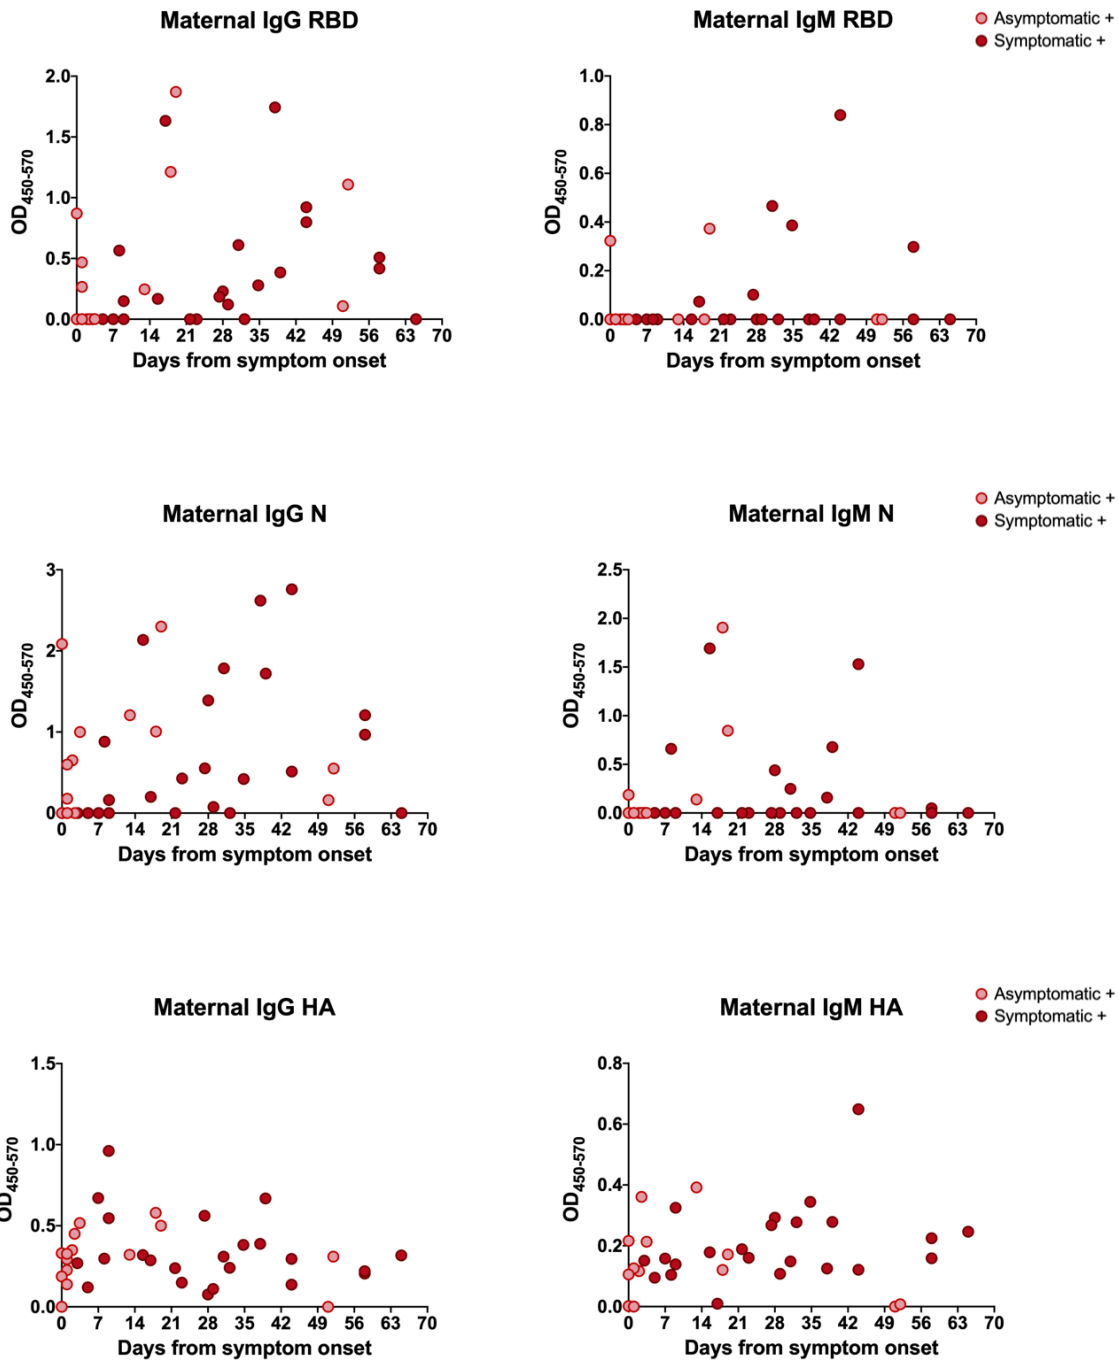 Maternal IgG RBD
OD450-570
2.0
1.5
1.0
0.5
0.0
0 7 14 21 28 35 42 49 56 63 70
Days from symptom onset
Maternal IgM RBD
Asymptomatic +
Symptomatic +
OD450-570
1.0
0.8
0.6
0.4
0.2
0.0
0 7 14 21 28 35 42 49 56 63 70
Days from symptom onset
Maternal IgG N
OD450-570
3
2
1
0
0 7 14 21 28 35 42 49 56 63 70
Days from symptom onset
Maternal IgM N
Asymptomatic +
Symptomatic +
OD450-570
2.5
2.0
1.5
1.0
0.5
0.0
0 7 14 21 28 35 42 49 56 63 70
Days from symptom onset
Maternal IgG HA
OD450-570
1.5
1.0
0.5
0.0
0 7 14 21 28 35 42 49 56 63 70
Days from symptom onset
Maternal IgM HA
Asymptomatic +
Symptomatic +
OD450-570
0.8
0.6
0.4
0.2
0.0
0 7 14 21 28 35 42 49 56 63 70
Days from symptom onset